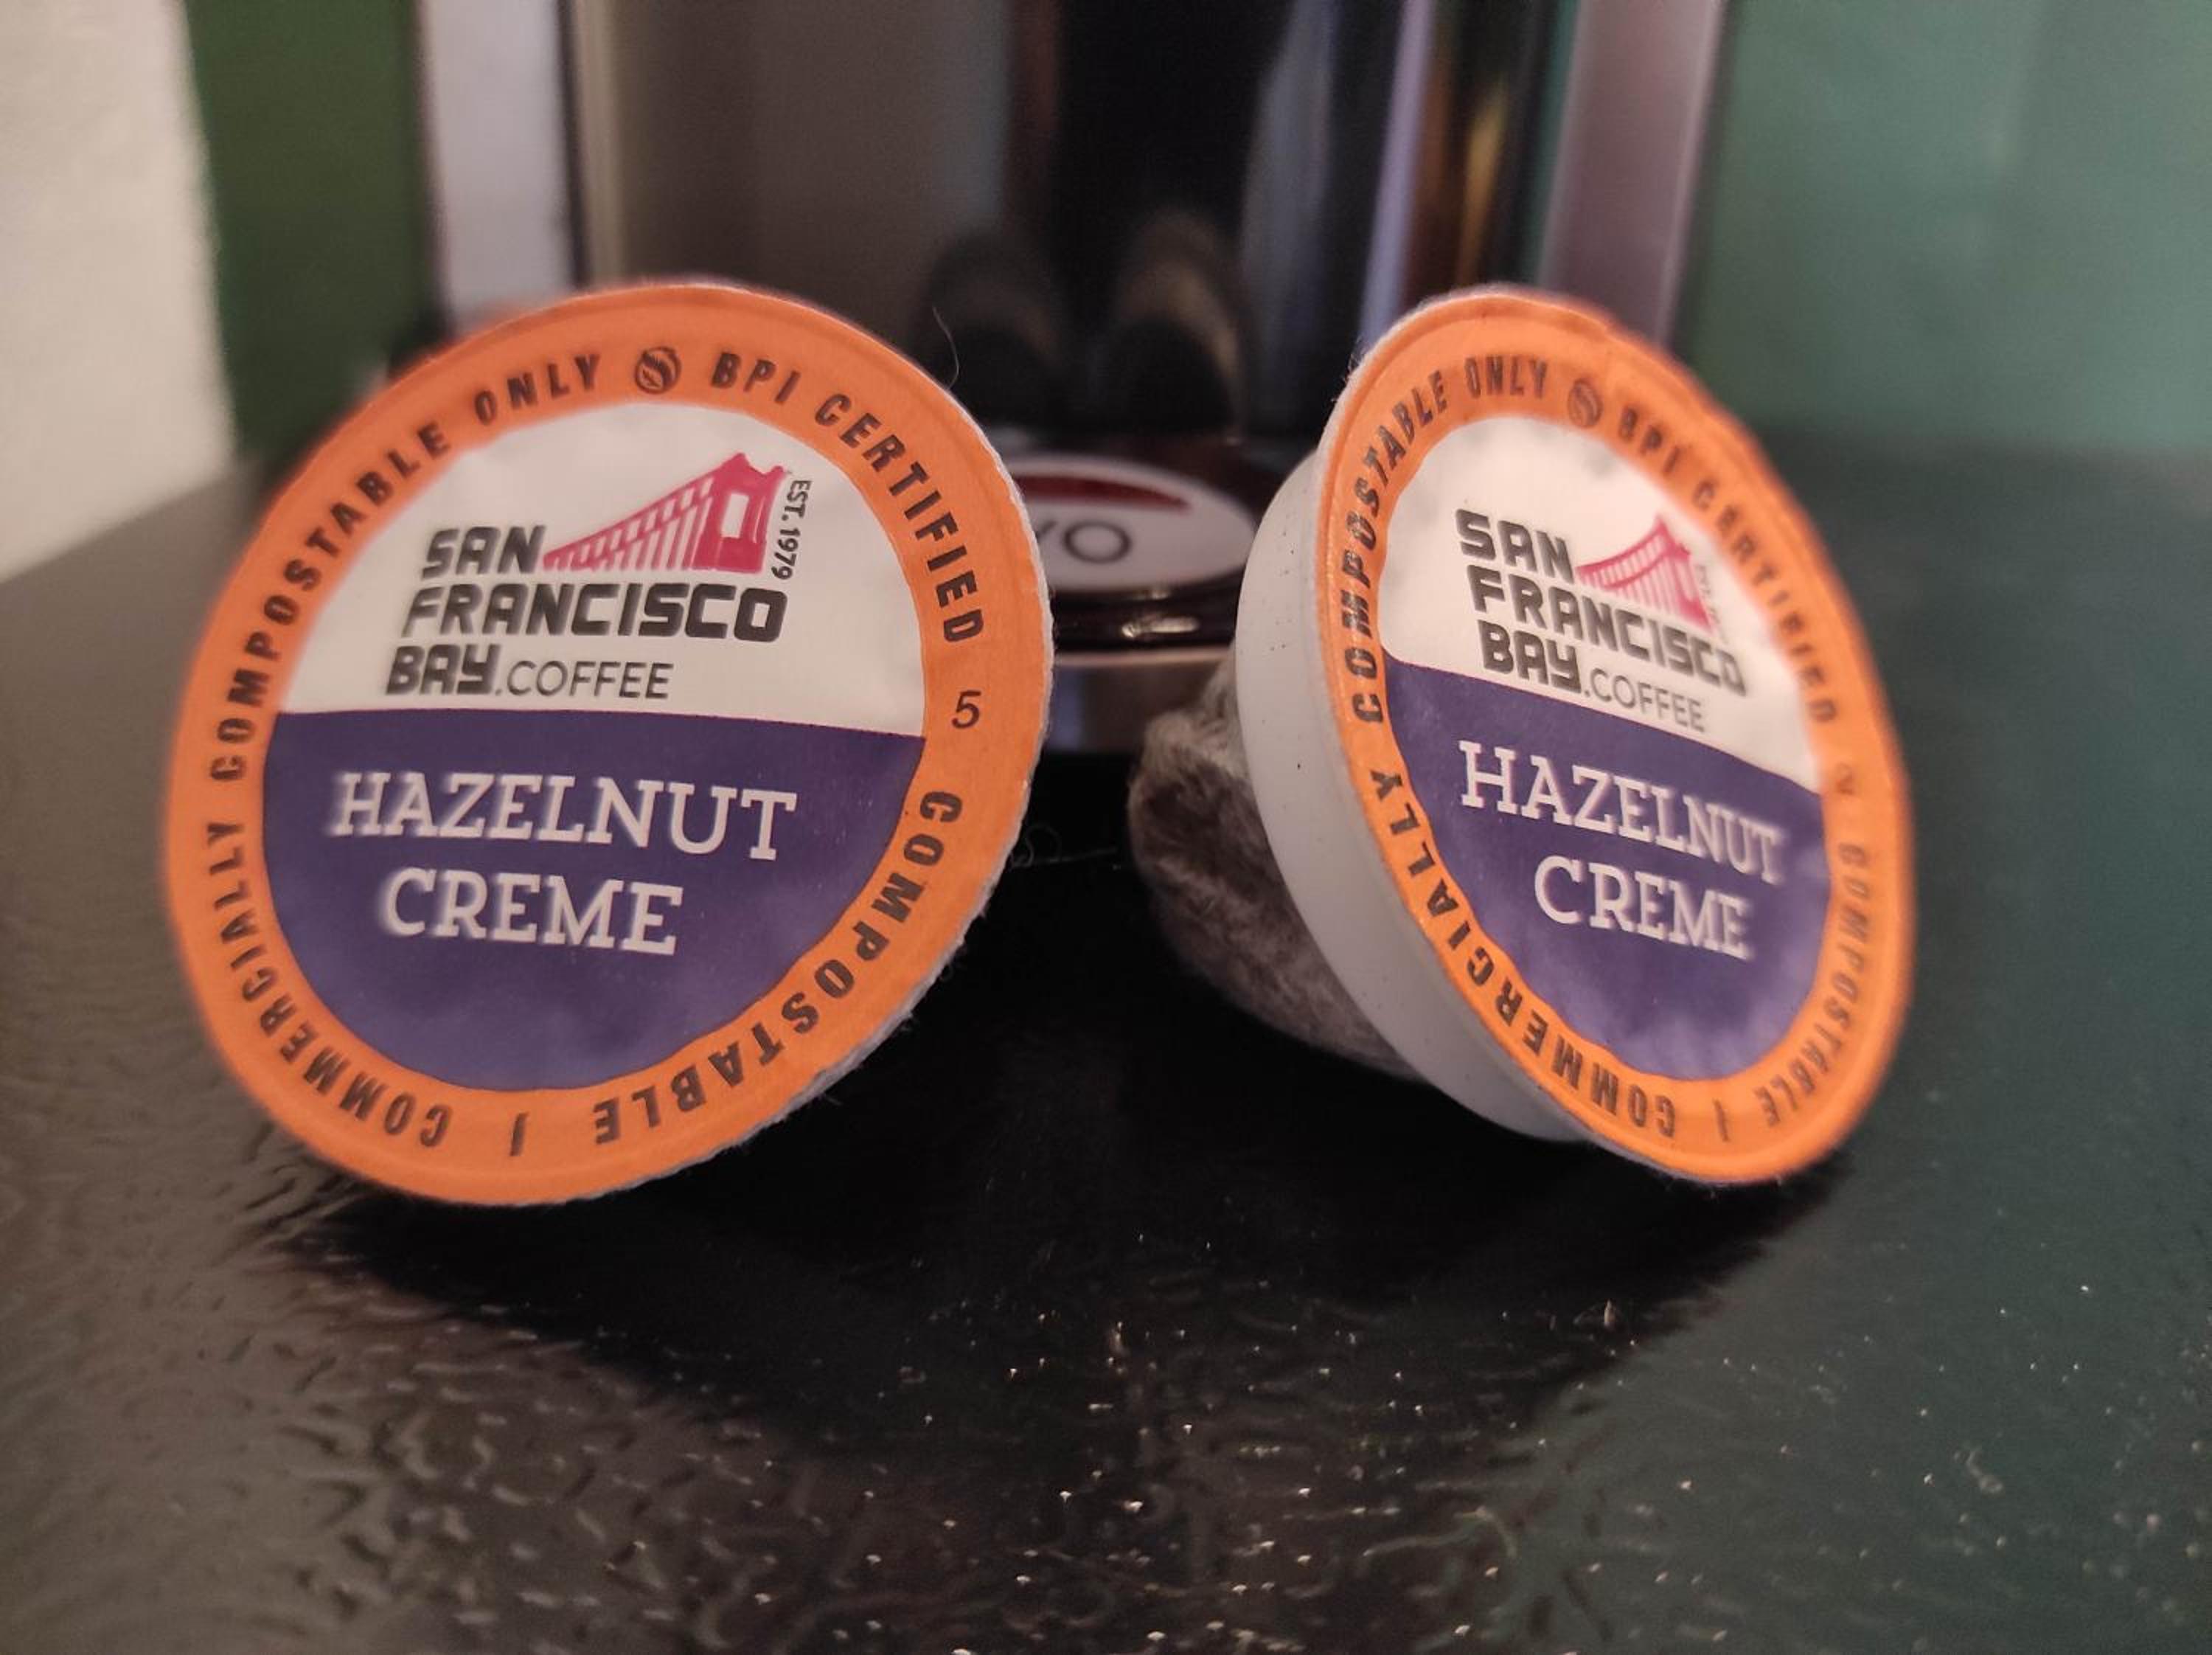 COMMERCIALLY COMPOSTABLE ONLY BPI CERTIFIED 5 COMPOSTABLE |
SAN
FRANCISCO
BAY.COFFEE
EST. 1979
HAZELNUT
CREME
COMMERCIALLY COMPOSTABLE ONLY BPI CERTIFIED COMPOSTABLE |
SAN
FRANCISCO
BAY.COFFEE
HAZELNUT
CREME